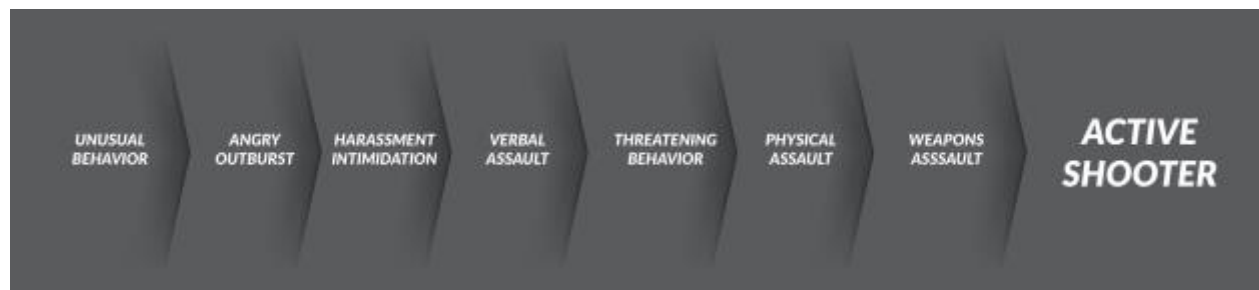 UNUSUAL
BEHAVIOR
ANGRY
OUTBURST
HARASSMENT
INTIMIDATION
VERBAL
ASSAULT
THREATENING
BEHAVIOR
PHYSICAL
ASSAULT
WEAPONS
ASSSAULT
ACTIVE
SHOOTER